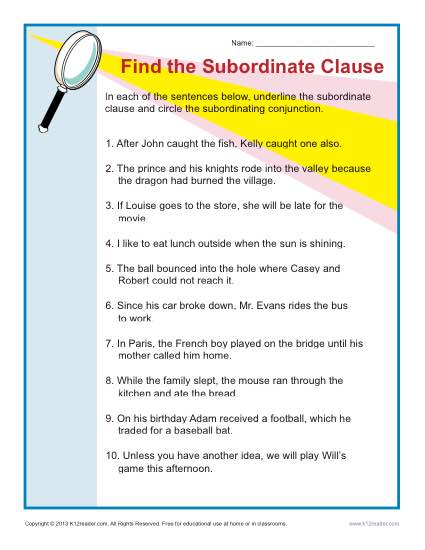 Name: ____________________
Find the Subordinate Clause
In each of the sentences below, underline the subordinate
clause and circle the subordinating conjunction.
1. After John caught the fish, Kelly caught one also.
2. The prince and his knights rode into the valley because
the dragon had burned the village.
3. If Louise goes to the store, she will be late for the
movie.
4. I like to eat lunch outside when the sun is shining.
5. The ball bounced into the hole where Casey and
Robert could not reach it.
6. Since his car broke down, Mr. Evans rides the bus
to work.
7. In Paris, the French boy played on the bridge until his
mother called him home.
8. While the family slept, the mouse ran through the
kitchen and ate the bread.
9. On his birthday Adam received a football, which he
traded for a baseball bat.
10. Unless you have another idea, we will play Will's
game this afternoon.
Copyright © 2013 K12reader.com. All Rights Reserved. Free for educational use at home or in classrooms. www.k12reader.com